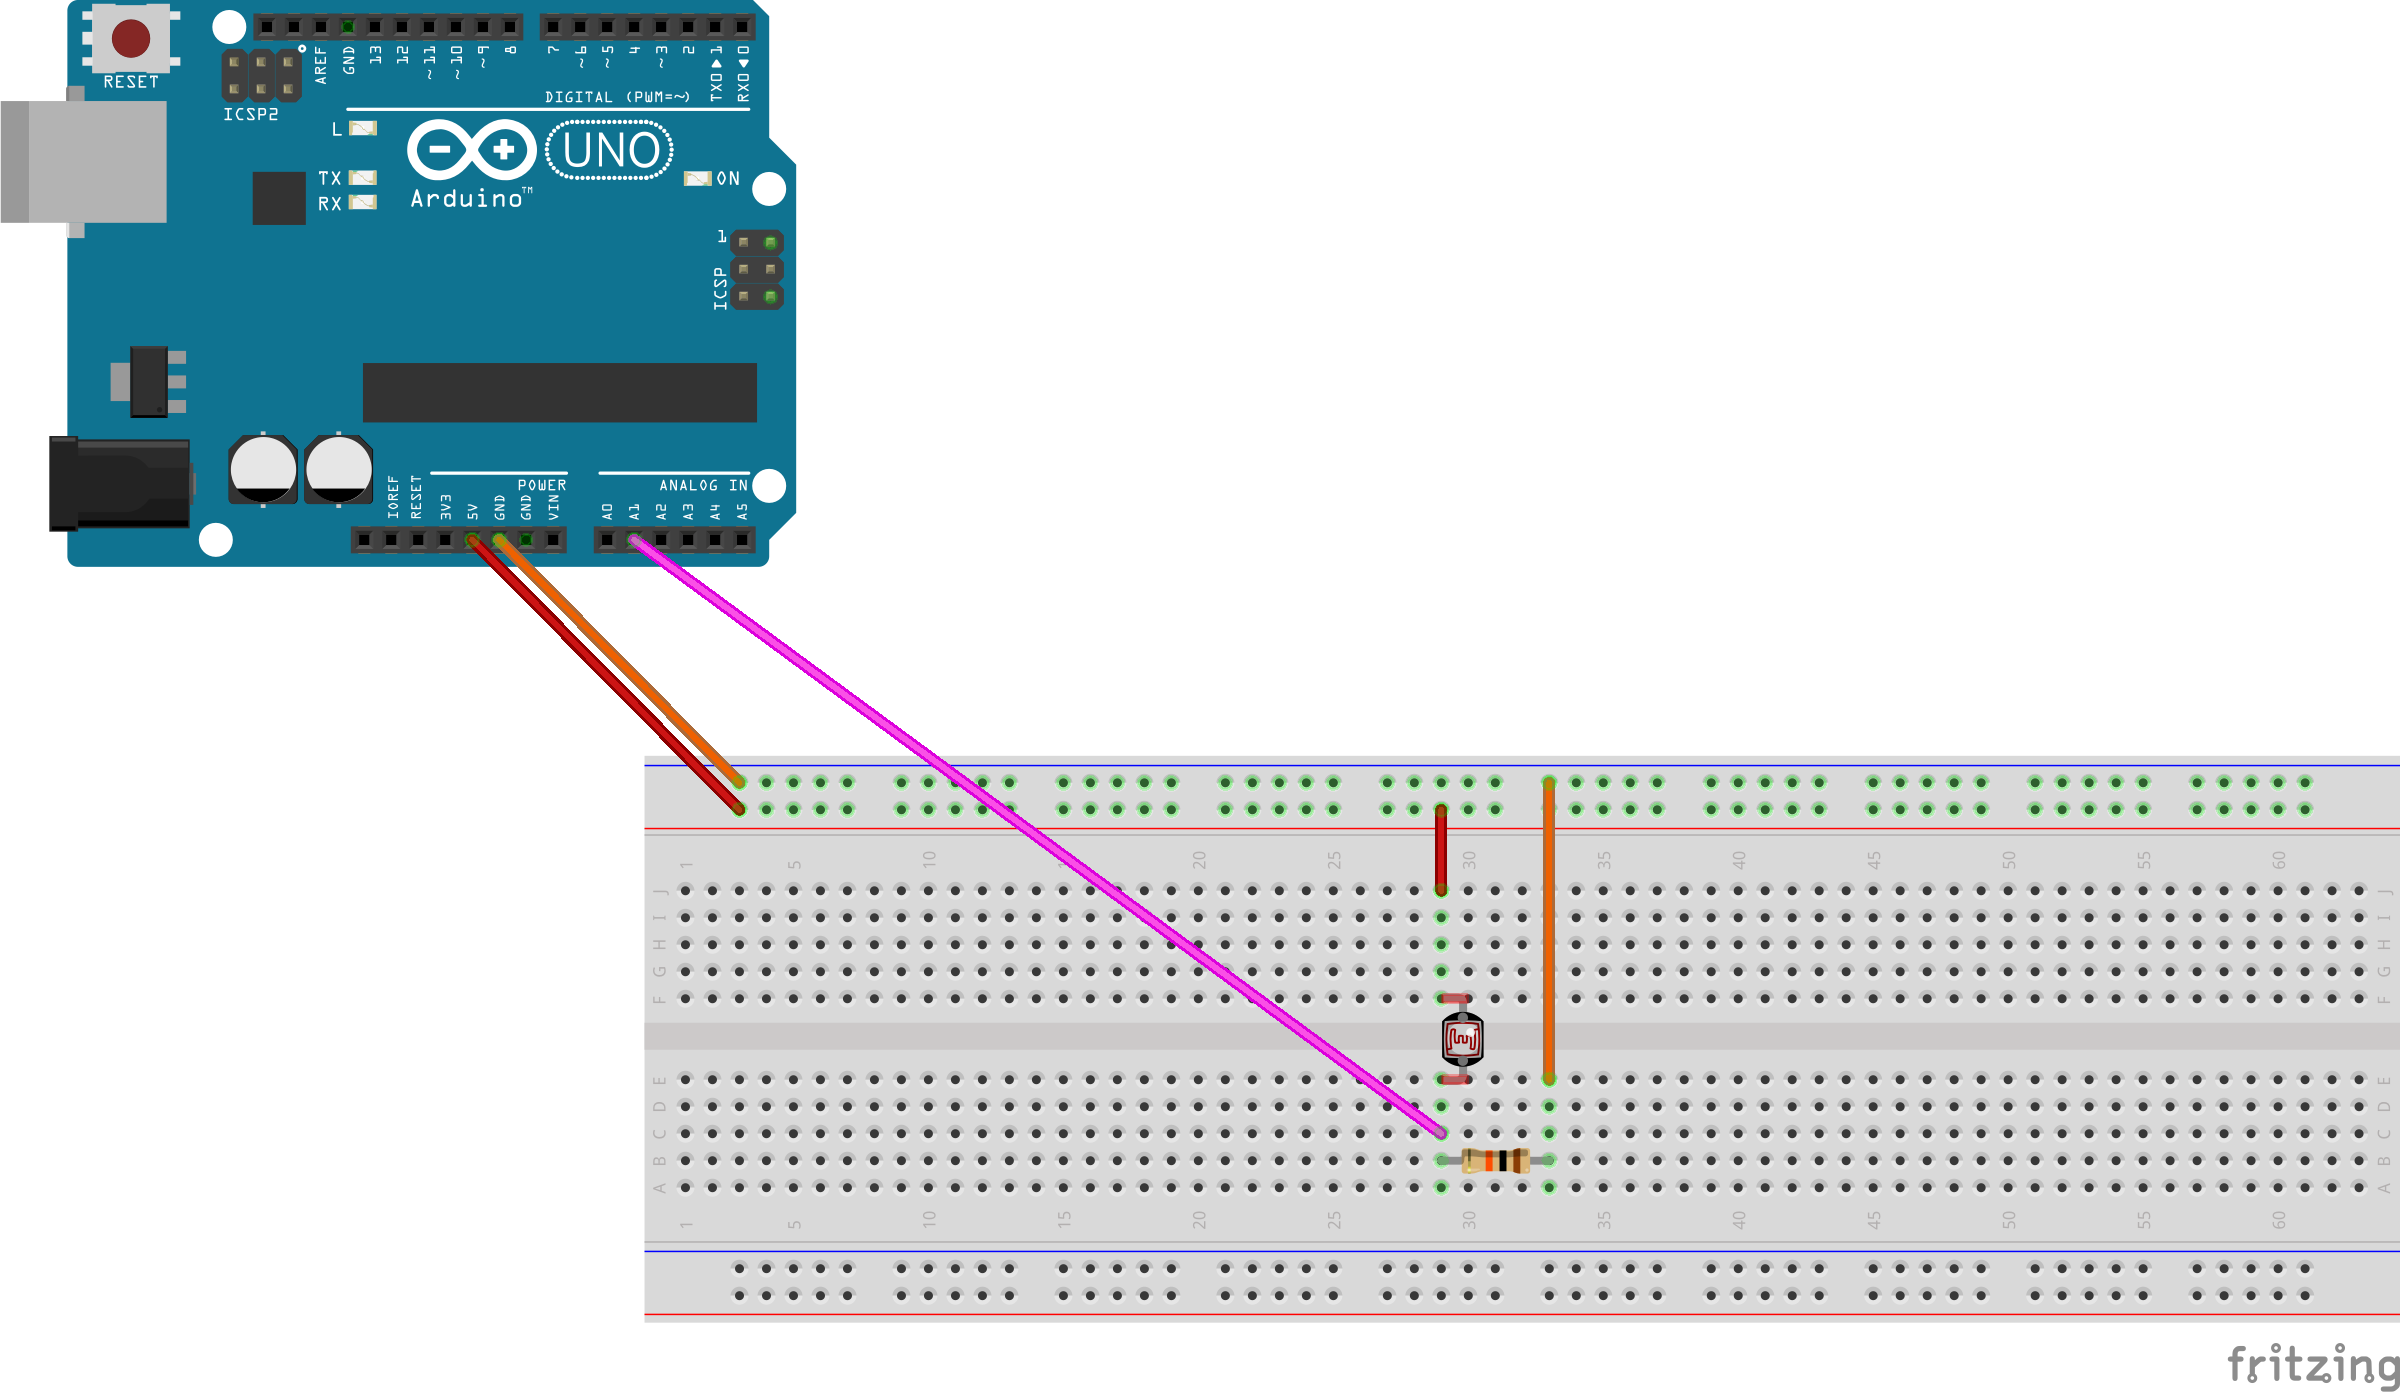 RESET
ICSP2
AREF
GND
13
12
~11
~10
~9
8
7
~6
~5
4
~3
2
TX0 ▶ 1
RX0 ◀ 0
DIGITAL (PWM=~)
L
TX
RX
UNO
Arduino™
ON
1
ICSP
POWER
ANALOG IN
IOREF
RESET
3V3
5V
GND
GND
VIN
A0
A1
A2
A3
A4
A5
1 5 10 20 25 30 35 40 45 50 55 60
J J
I I
H H
G G
F F
E E
D D
C C
B B
A A
1 5 10 15 20 25 30 35 40 45 50 55 60
fritzing